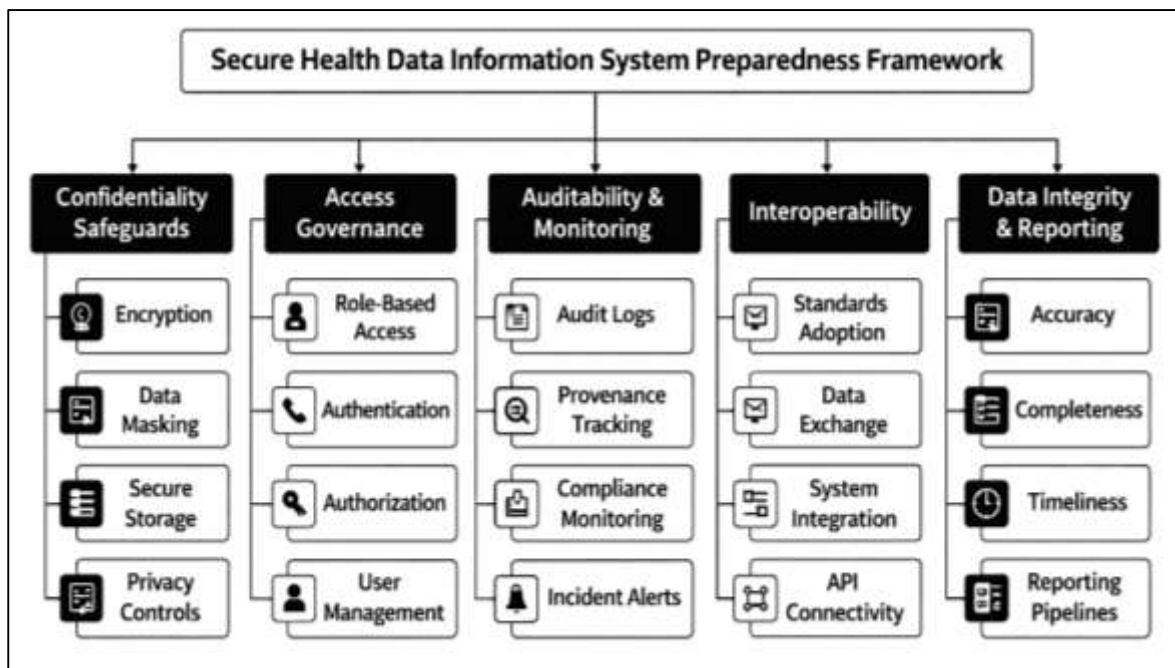 Secure Health Data Information System Preparedness Framework
Confidentiality
Safeguards
Encryption
Data
Masking
Secure
Storage
Privacy
Controls
Access
Governance
Role-Based
Access
Authentication
Authorization
User
Management
Auditability &
Monitoring
Audit Logs
Provenance
Tracking
Compliance
Monitoring
Incident Alerts
Interoperability
Standards
Adoption
Data
Exchange
System
Integration
API
Connectivity
Data Integrity
& Reporting
Accuracy
Completeness
Timeliness
Reporting
Pipelines